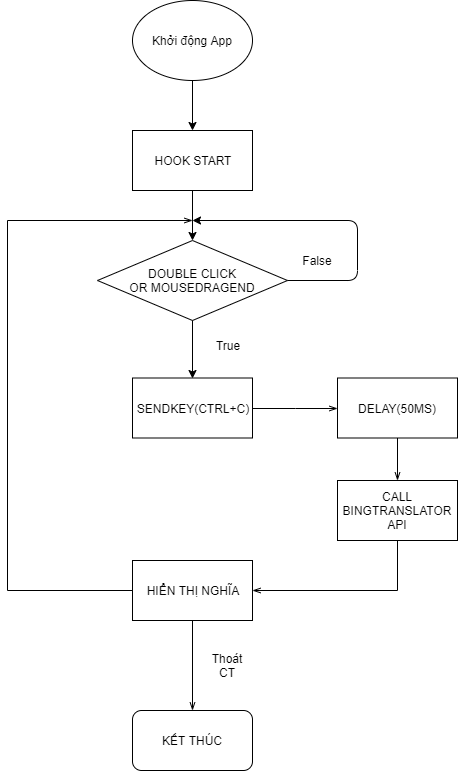 Khởi động App
HOOK START
DOUBLE CLICK
OR MOUSEDRAGEND
False
True
SENDKEY(CTRL+C)
DELAY(50MS)
CALL
BINGTRANSLATOR
API
HIỂN THỊ NGHĨA
Thoát
CT
KẾT THÚC